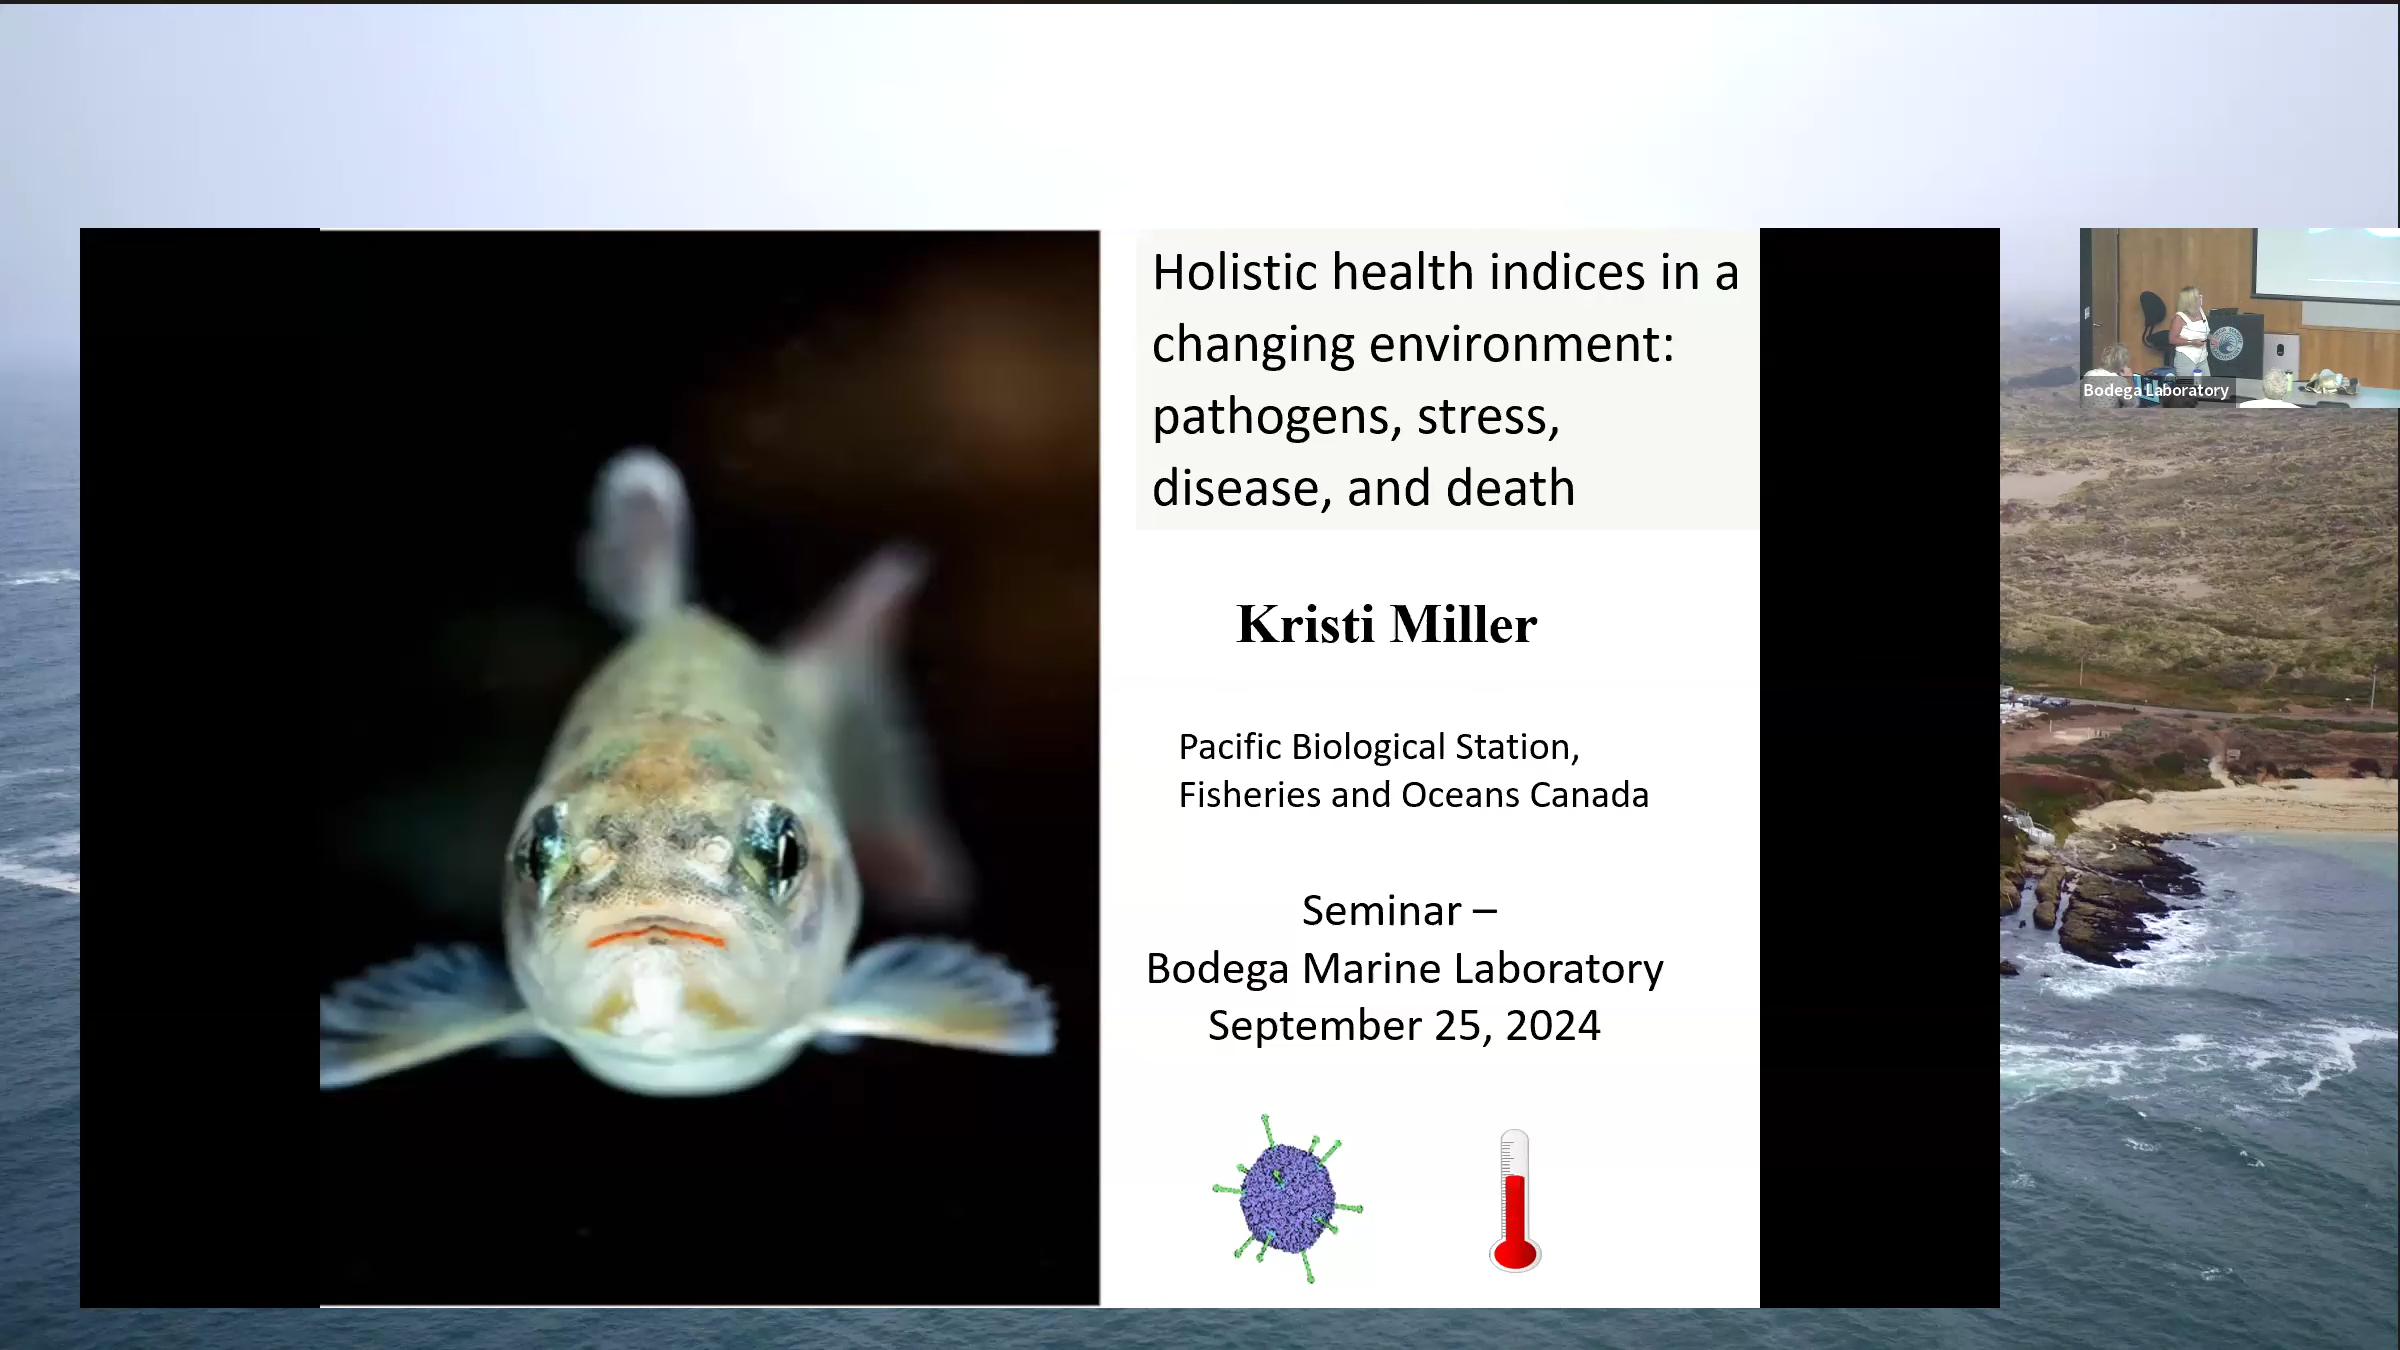 Holistic health indices in a
changing environment:
pathogens, stress,
disease, and death
Kristi Miller
Pacific Biological Station,
Fisheries and Oceans Canada
Seminar –
Bodega Marine Laboratory
September 25, 2024
Bodega Laboratory